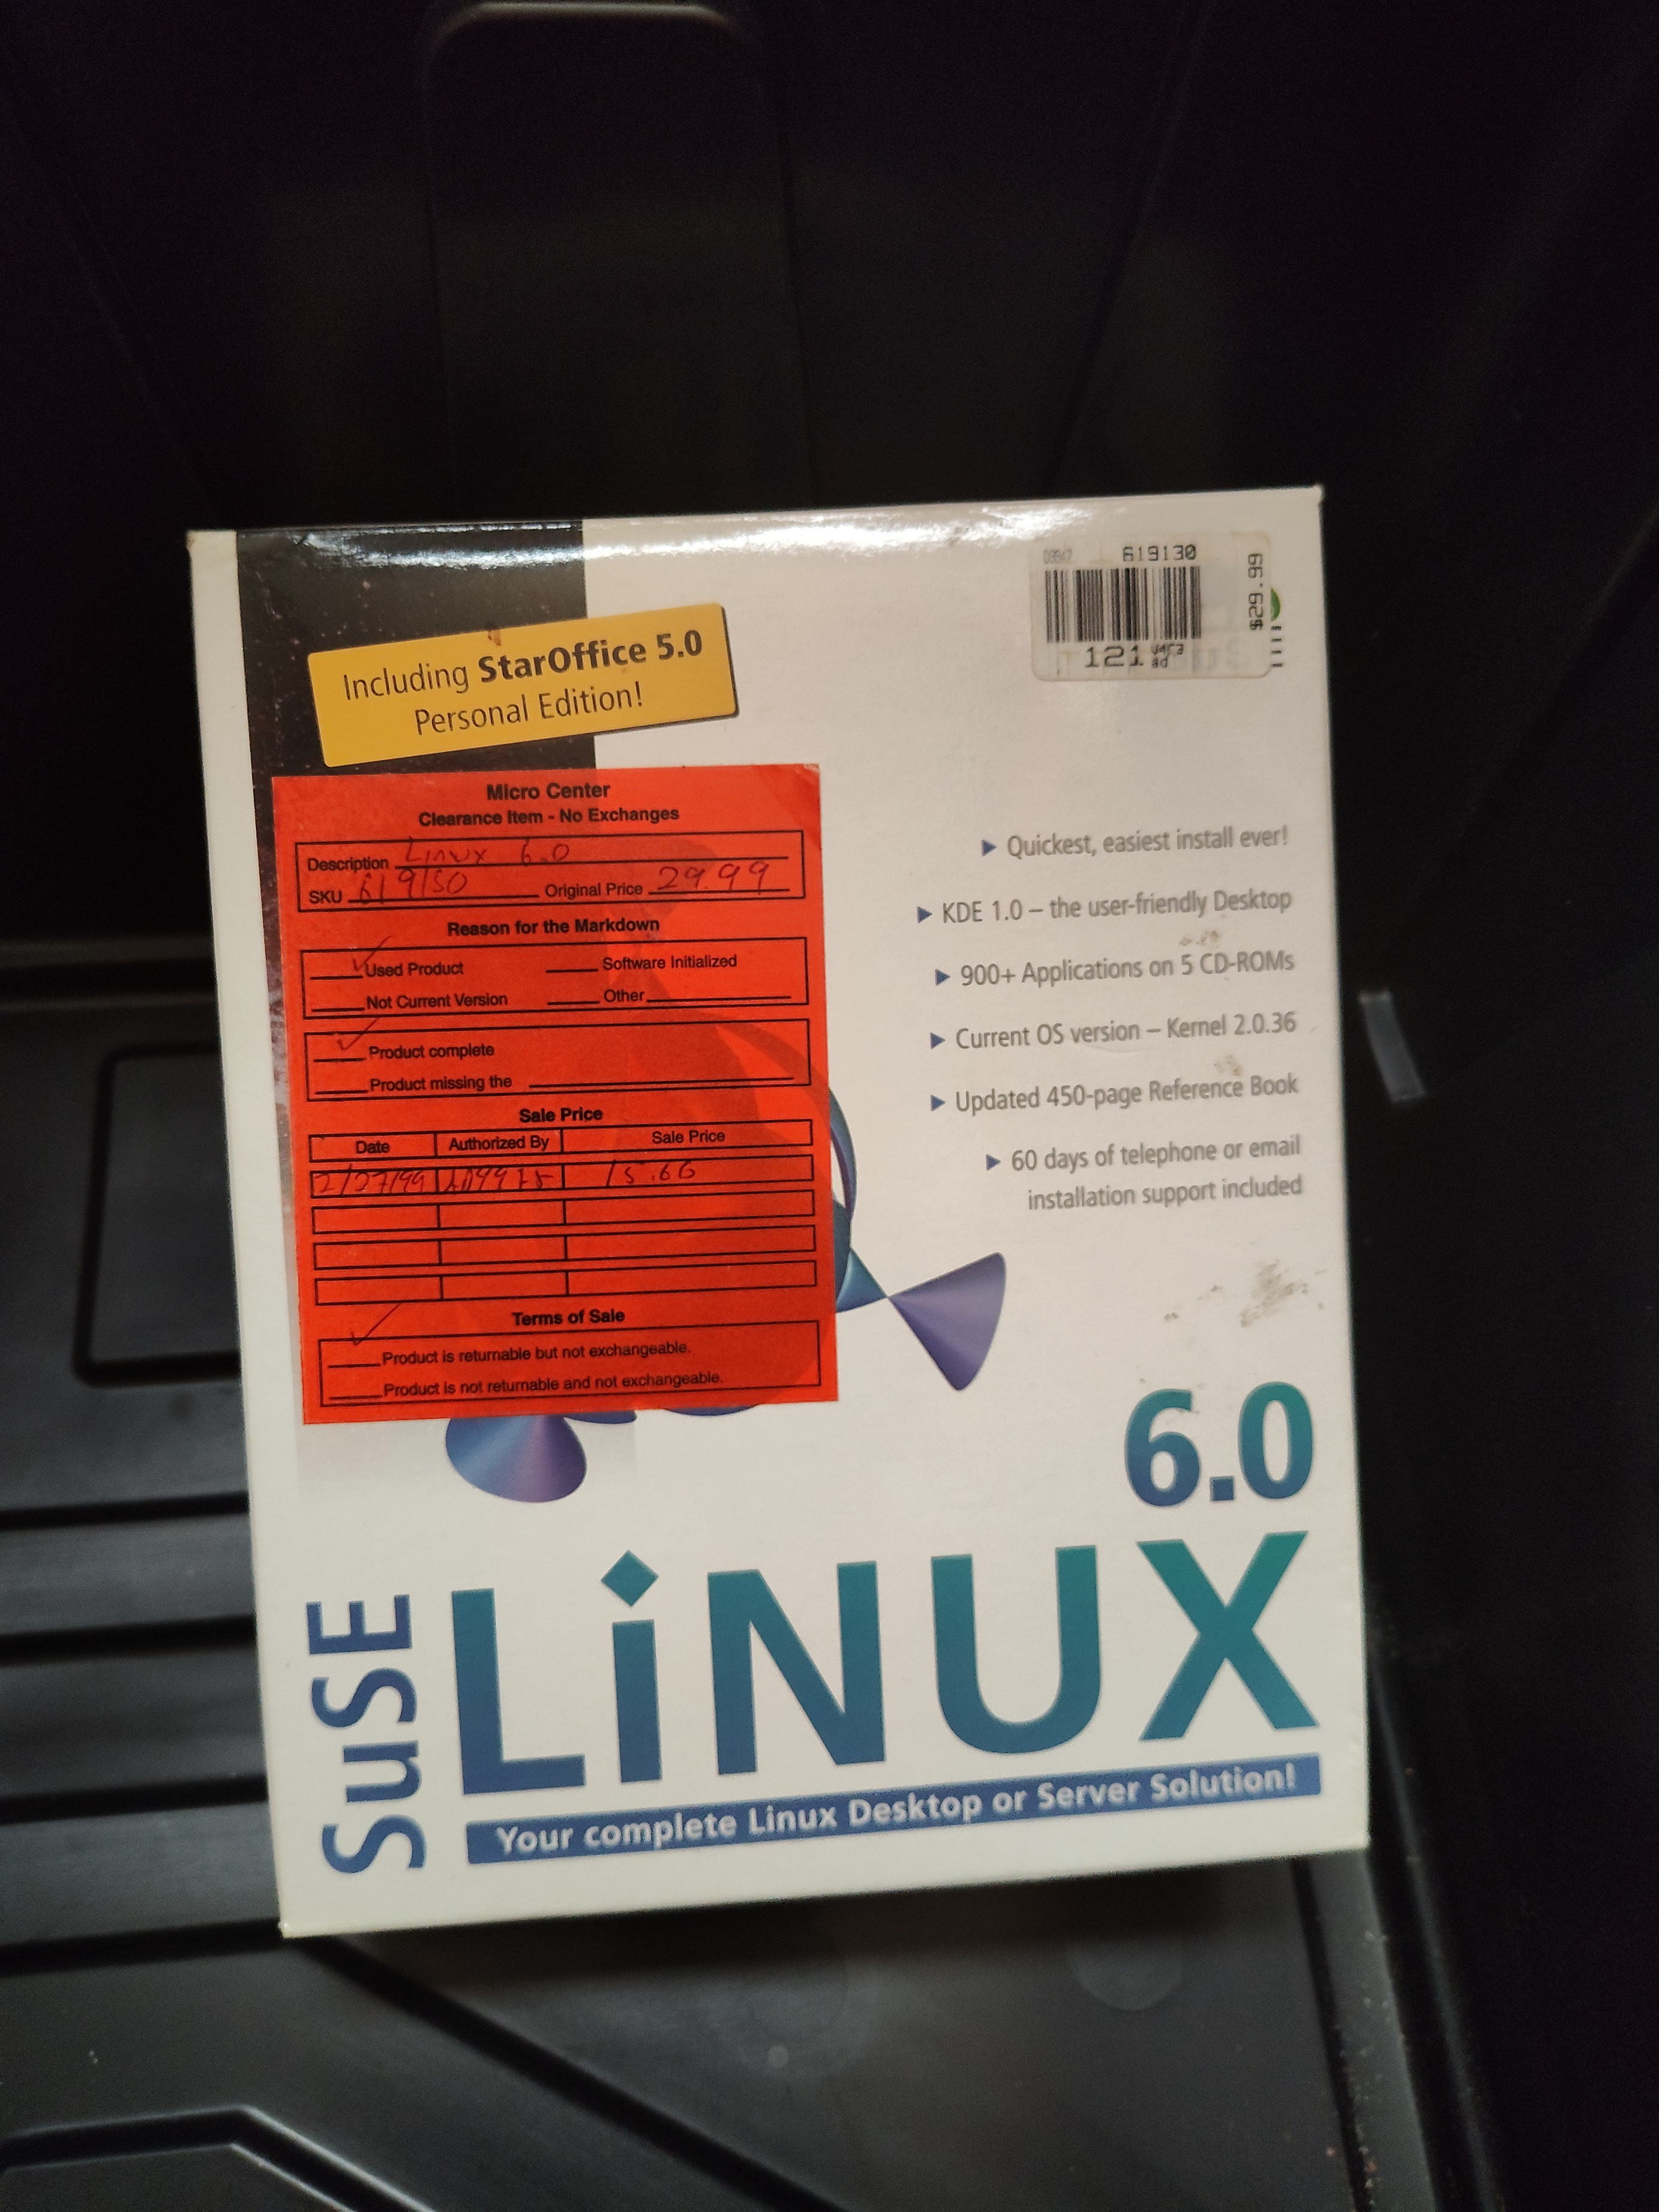 09947 619130
$29.99
121
Including StarOffice 5.0
Personal Edition!
Micro Center
Clearance Item - No Exchanges
Description Linux 6.0
SKU 619130 Original Price 29.99
Reason for the Markdown
Used Product Software Initialized
Not Current Version Other
Product complete
Product missing the
Sale Price
Date Authorized By Sale Price
2/27/99 15.66
Terms of Sale
Product is returnable but not exchangeable.
Product is not returnable and not exchangeable.
Quickest, easiest install ever!
KDE 1.0 – the user-friendly Desktop
900+ Applications on 5 CD-ROMs
Current OS version – Kernel 2.0.36
Updated 450-page Reference Book
60 days of telephone or email
installation support included
6.0
SuSE LiNUX
Your complete Linux Desktop or Server Solution!